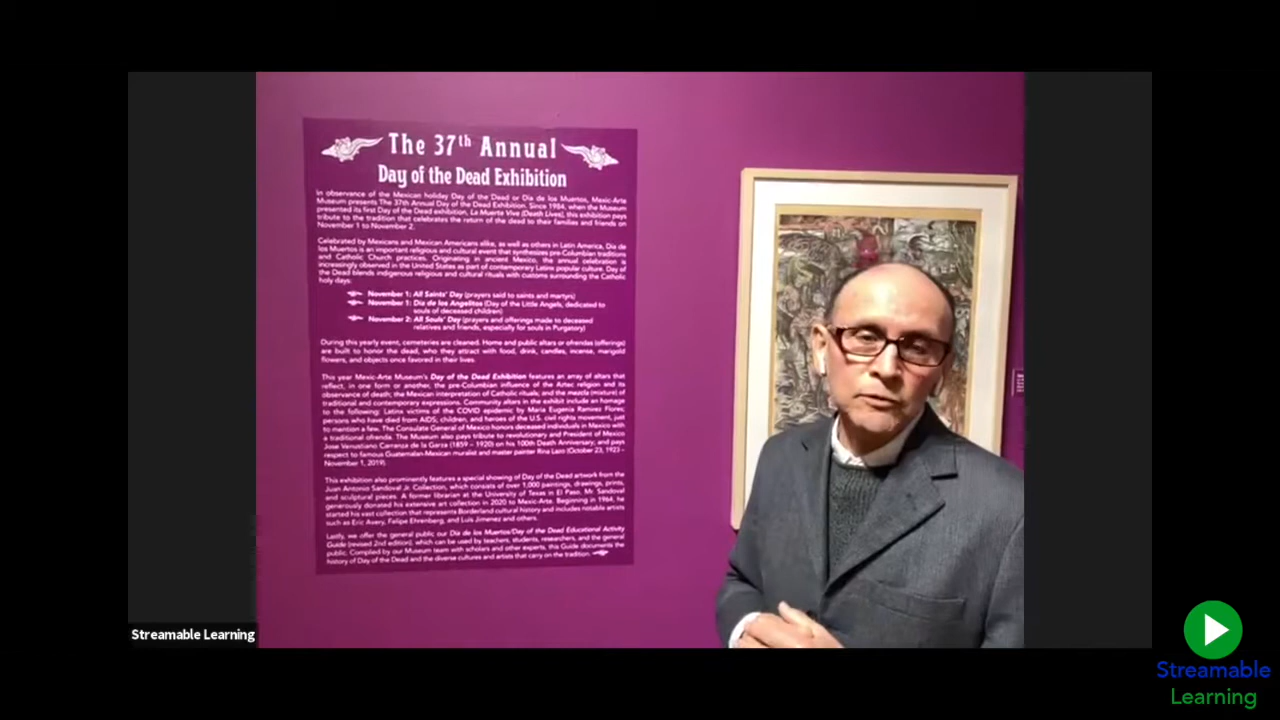 The 37th Annual
Day of the Dead Exhibition
In observance of the Mexican holiday Day of the Dead or Día de los Muertos, Mexic-Arte
Museum presents The 37th Annual Day of the Dead Exhibition. Since 1984, when the Museum
presented its first Day of the Dead exhibition, La Muerte Vive (Death Lives), this exhibition pays
tribute to the tradition that celebrates the return of the dead to their families and friends on
November 1 to November 2.
Celebrated by Mexicans and Mexican Americans alike, as well as others in Latin America, Día de
los Muertos is an important religious and cultural event that synthesizes pre-Columbian traditions
and Catholic Church practices. Originating in ancient Mexico, the annual celebration is
increasingly observed in the United States as part of contemporary Latinx popular culture. Day of
the Dead blends indigenous religious and cultural rituals with customs surrounding the Catholic
holy days:
November 1: All Saints' Day (prayers said to saints and martyrs)
November 1: Día de los Angelitos (Day of the Little Angels, dedicated to
souls of deceased children)
November 2: All Souls' Day (prayers and offerings made to deceased
relatives and friends, especially for souls in Purgatory)
During this yearly event, cemeteries are cleaned. Home and public altars or ofrendas (offerings)
are built to honor the dead, who they attract with food, drink, candles, incense, marigold
flowers, and objects once favored in their lives.
This year Mexic-Arte Museum's Day of the Dead Exhibition features an array of altars that
reflect, in one form or another, the pre-Columbian influence of the Aztec religion and its
observance of death; the Mexican interpretation of Catholic rituals; and the mezcla (mixture) of
traditional and contemporary expressions. Community altars in the exhibit include an homage
to the following: Latinx victims of the COVID epidemic by Maria Eugenia Ramirez Flores;
persons who have died from AIDS; children; and heroes of the U.S. civil rights movement, just
to mention a few. The Consulate General of Mexico honors deceased individuals in Mexico with
a traditional ofrenda. The Museum also pays tribute to revolutionary and President of Mexico
Jose Venustiano Carranza de la Garza (1859 – 1920) on his 100th Death Anniversary; and pays
respect to famous Guatemalan-Mexican muralist and master painter Rina Lazo (October 23, 1923 –
November 1, 2019).
This exhibition also prominently features a special showing of Day of the Dead artwork from the
Juan Antonio Sandoval Jr. Collection, which consists of over 1,000 paintings, drawings, prints,
and sculptural pieces. A former librarian at the University of Texas in El Paso, Mr. Sandoval
generously donated his extensive art collection in 2020 to Mexic-Arte. Beginning in 1964, he
started his vast collection that represents Borderland cultural history and includes notable artists
such as Eric Avery, Felipe Ehrenberg, and Luis Jimenez and others.
Lastly, we offer the general public our Día de los Muertos/Day of the Dead Educational Activity
Guide (revised 2nd edition), which can be used by teachers, students, researchers, and the general
public. Compiled by our Museum team with scholars and other experts, this Guide documents the
history of Day of the Dead and the diverse cultures and artists that carry on the tradition.
Streamable Learning
Streamable
Learning